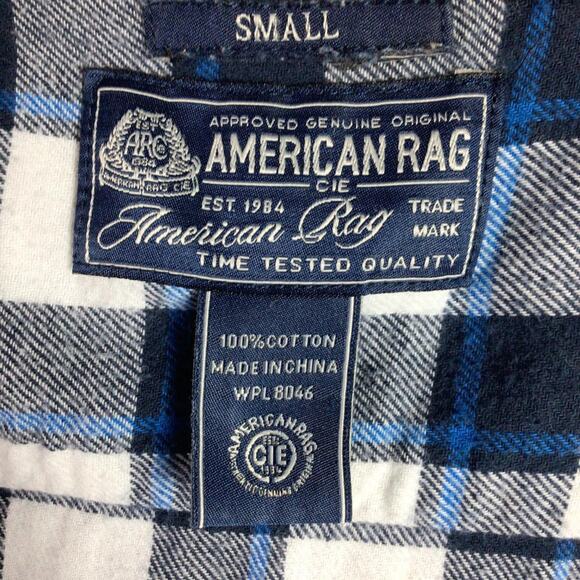 SMALL
ARC
1984
AMERICAN RAG CIE
APPROVED GENUINE ORIGINAL
AMERICAN RAG
CIE
EST 1984
American Rag
TRADE
MARK
TIME TESTED QUALITY
100% COTTON
MADE IN CHINA
WPL 8046
AMERICAN RAG
EST.
CIE
1984